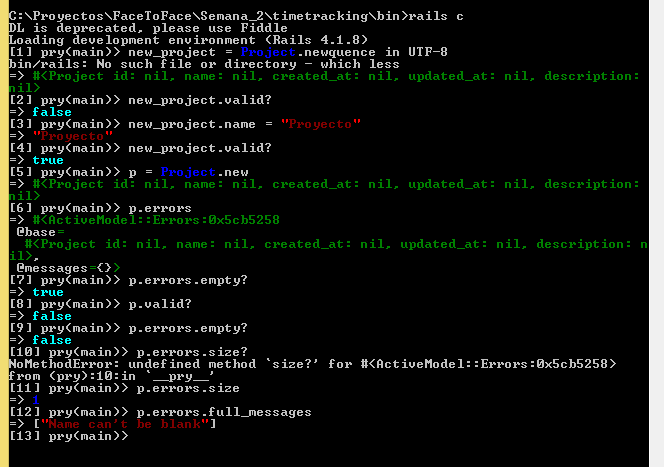 C:\Proyectos\FaceToFace\Semana_2\timetracking\bin>rails c
DL is deprecated, please use Fiddle
Loading development environment (Rails 4.1.8)
[1] pry(main)> new_project = Project.newquence in UTF-8
bin/rails: No such file or directory - which less
=> #<Project id: nil, name: nil, created_at: nil, updated_at: nil, description:
nil>
[2] pry(main)> new_project.valid?
=> false
[3] pry(main)> new_project.name = "Proyecto"
=> "Proyecto"
[4] pry(main)> new_project.valid?
=> true
[5] pry(main)> p = Project.new
=> #<Project id: nil, name: nil, created_at: nil, updated_at: nil, description:
nil>
[6] pry(main)> p.errors
=> #<ActiveModel::Errors:0x5cb5258
@base=
#<Project id: nil, name: nil, created_at: nil, updated_at: nil, description: n
il>,
@messages={}>
[7] pry(main)> p.errors.empty?
=> true
[8] pry(main)> p.valid?
=> false
[9] pry(main)> p.errors.empty?
=> false
[10] pry(main)> p.errors.size?
NoMethodError: undefined method `size?' for #<ActiveModel::Errors:0x5cb5258>
from (pry):10:in `__pry__'
[11] pry(main)> p.errors.size
=> 1
[12] pry(main)> p.errors.full_messages
=> ["Name can't be blank"]
[13] pry(main)>